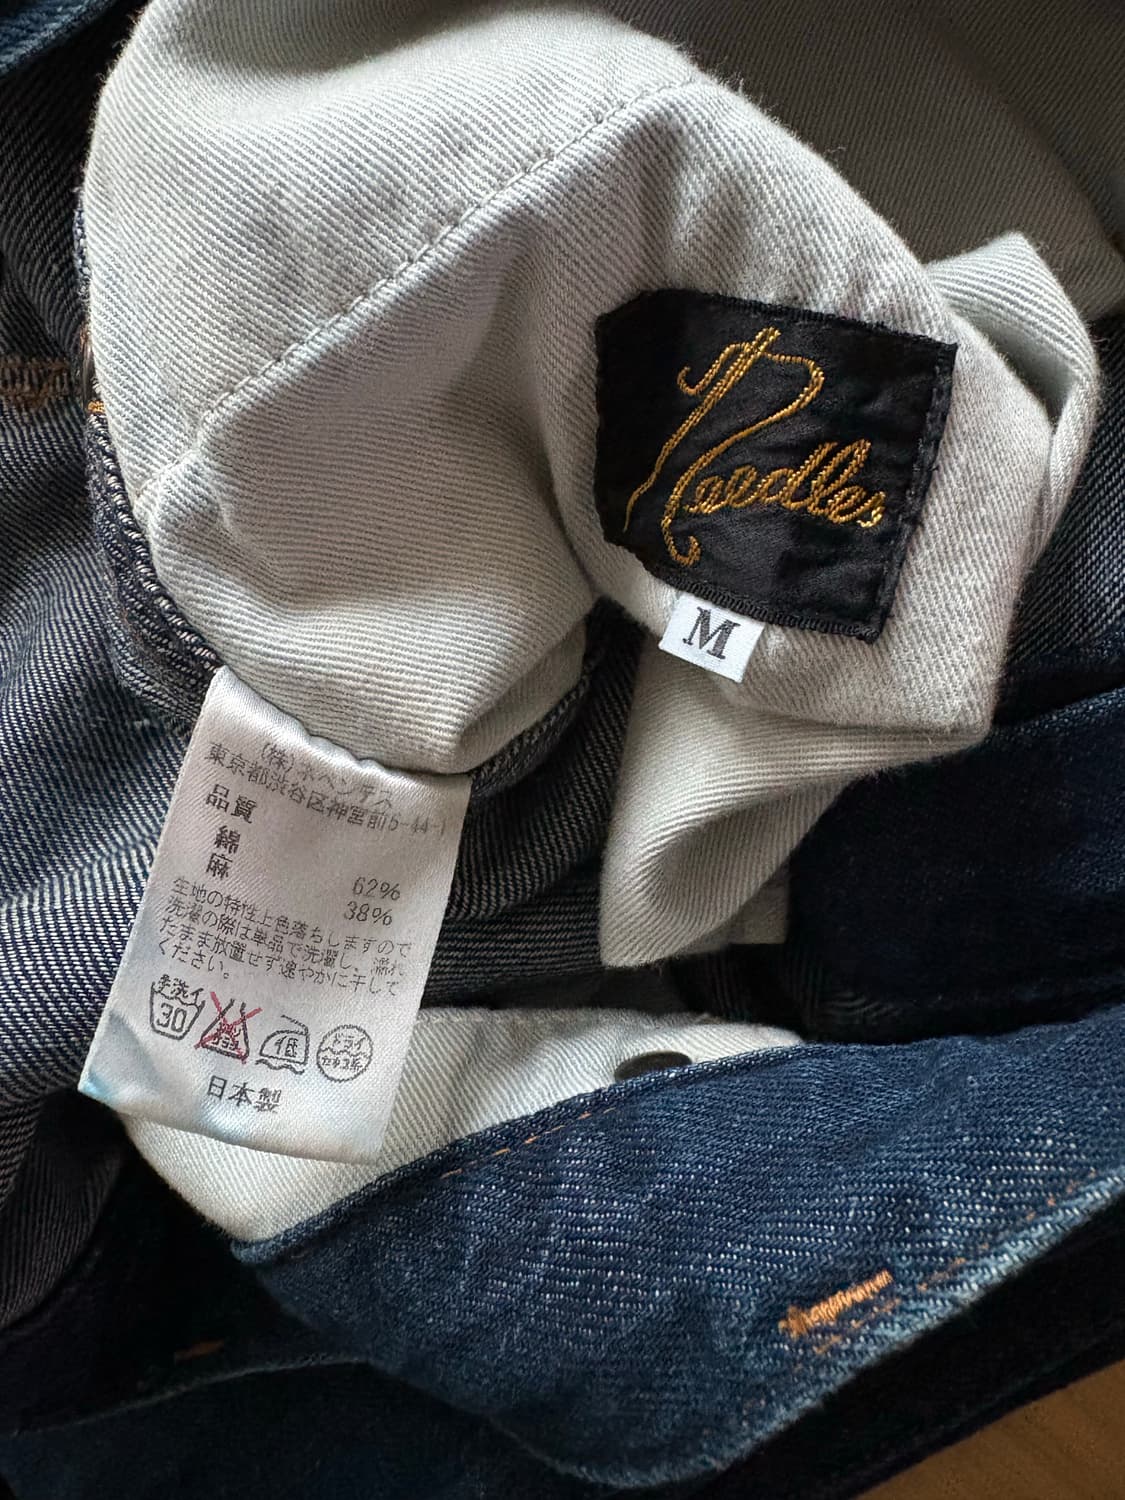 Needles
M
(株)ネペンテス
東京都渋谷区神宮前5-44-1
品質
綿 62%
麻 38%
生地の特性上色落ちしますので
洗濯の際は単品で洗濯し、濡れ
たまま放置せず速やかに干して
ください。
手洗イ
30
低
ドライ
日本製